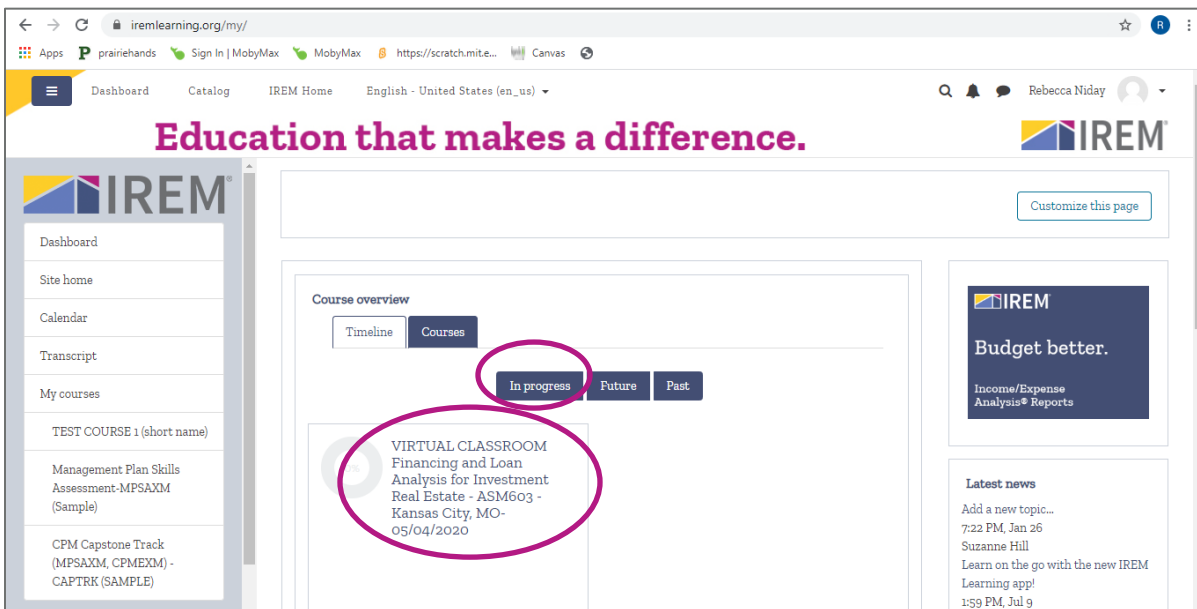 iremlearning.org/my/
R
Apps P prairiehands Sign In | MobyMax MobyMax https://scratch.mit.e... Canvas
Dashboard Catalog IREM Home English - United States (en_us) Rebecca Niday
Education that makes a difference. IREM
IREM®
Customize this page
Dashboard
Site home
Calendar
Transcript
My courses
TEST COURSE 1 (short name)
Management Plan Skills
Assessment-MPSAXM
(Sample)
CPM Capstone Track
(MPSAXM, CPMEXM) -
CAPTRK (SAMPLE)
Course overview
Timeline Courses
In progress Future Past
VIRTUAL CLASSROOM
Financing and Loan
Analysis for Investment
Real Estate - ASM603 -
Kansas City, MO-
05/04/2020
IREM
Budget better.
Income/Expense
Analysis® Reports
Latest news
Add a new topic...
7:22 PM, Jan 26
Suzanne Hill
Learn on the go with the new IREM
Learning app!
1:59 PM, Jul 9